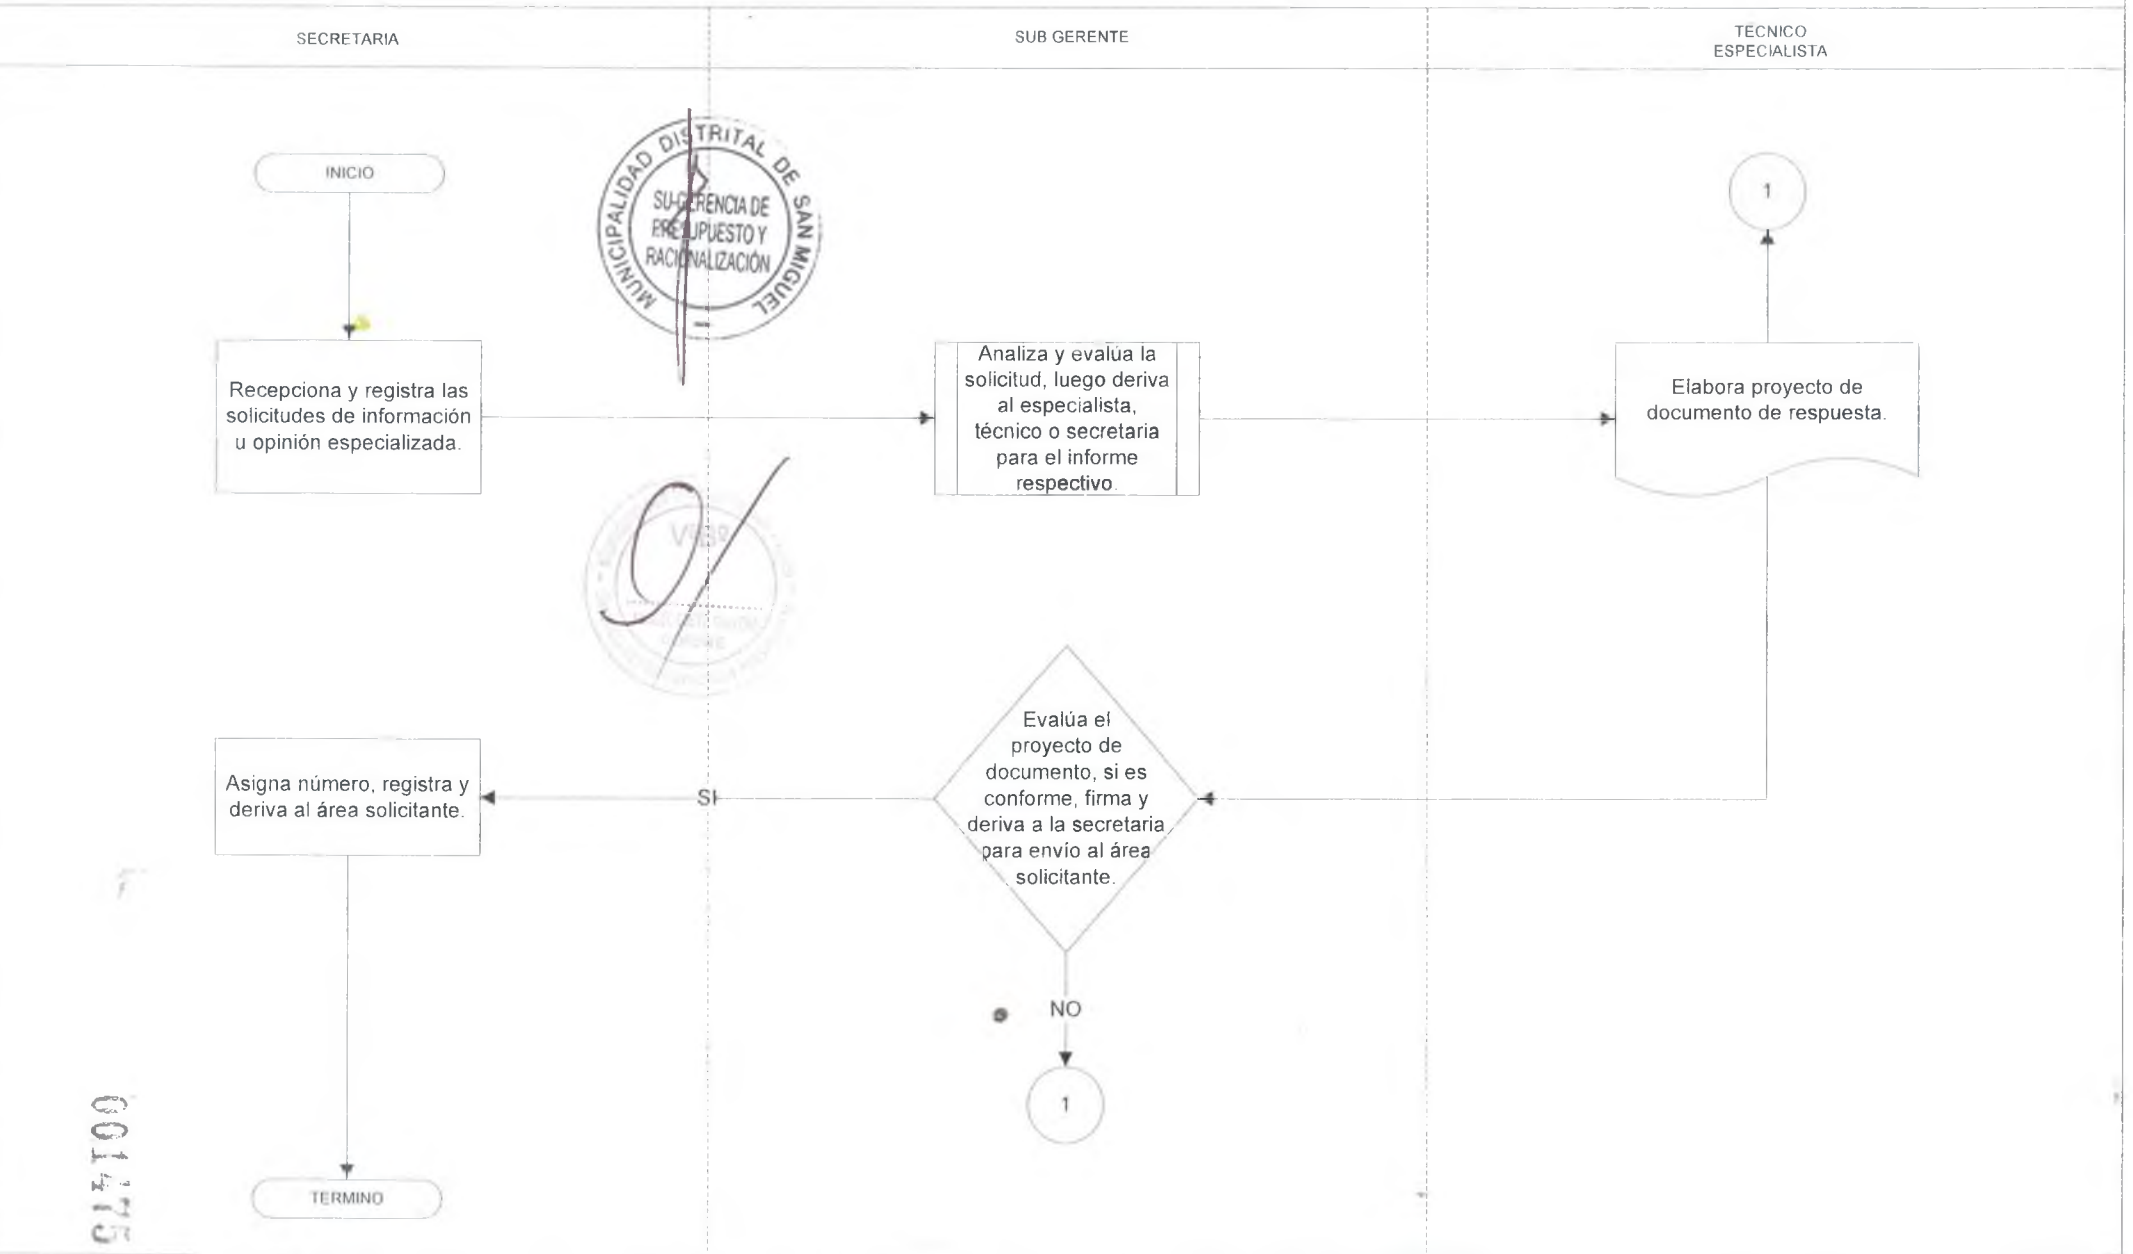 SECRETARIA
SUB GERENTE
TECNICO
ESPECIALISTA
INICIO
MUNICIPALIDAD DISTRITAL DE SAN MIGUEL
SU-GERENCIA DE
PRESUPUESTO Y
RACIONALIZACIÓN
1
Recepciona y registra las
solicitudes de información
u opinión especializada.
Analiza y evalúa la
solicitud, luego deriva
al especialista,
técnico o secretaria
para el informe
respectivo.
Elabora proyecto de
documento de respuesta.
VºBº
Asigna número, registra y
deriva al área solicitante.
SI
Evalúa el
proyecto de
documento, si es
conforme, firma y
deriva a la secretaria
para envío al área
solicitante.
NO
1
TERMINO
001475